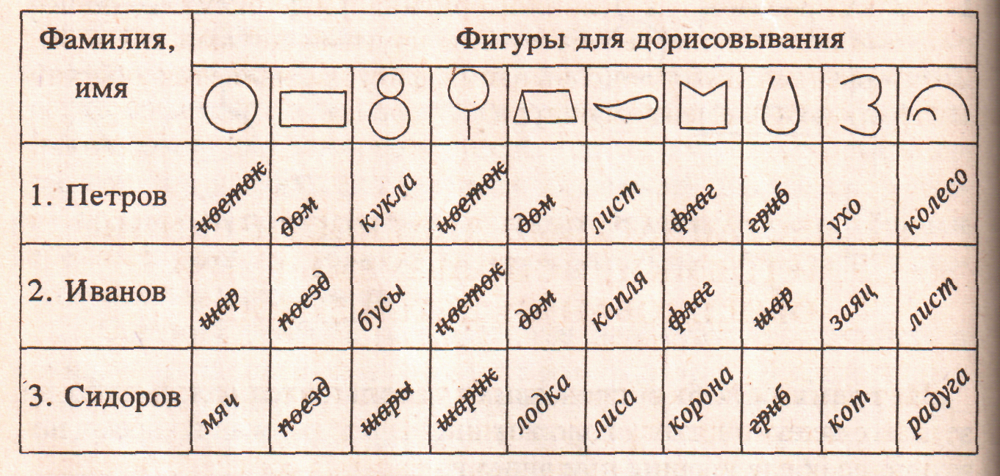 Фамилия,
имя
Фигуры для дорисовывания
1. Петров цветок дом кукла цветок дом лист флаг гриб ухо колесо
2. Иванов шар поезд бусы цветок дом капля флаг шар заяц лист
3. Сидоров мяч поезд шары шарик лодка лиса корона гриб кот радуга